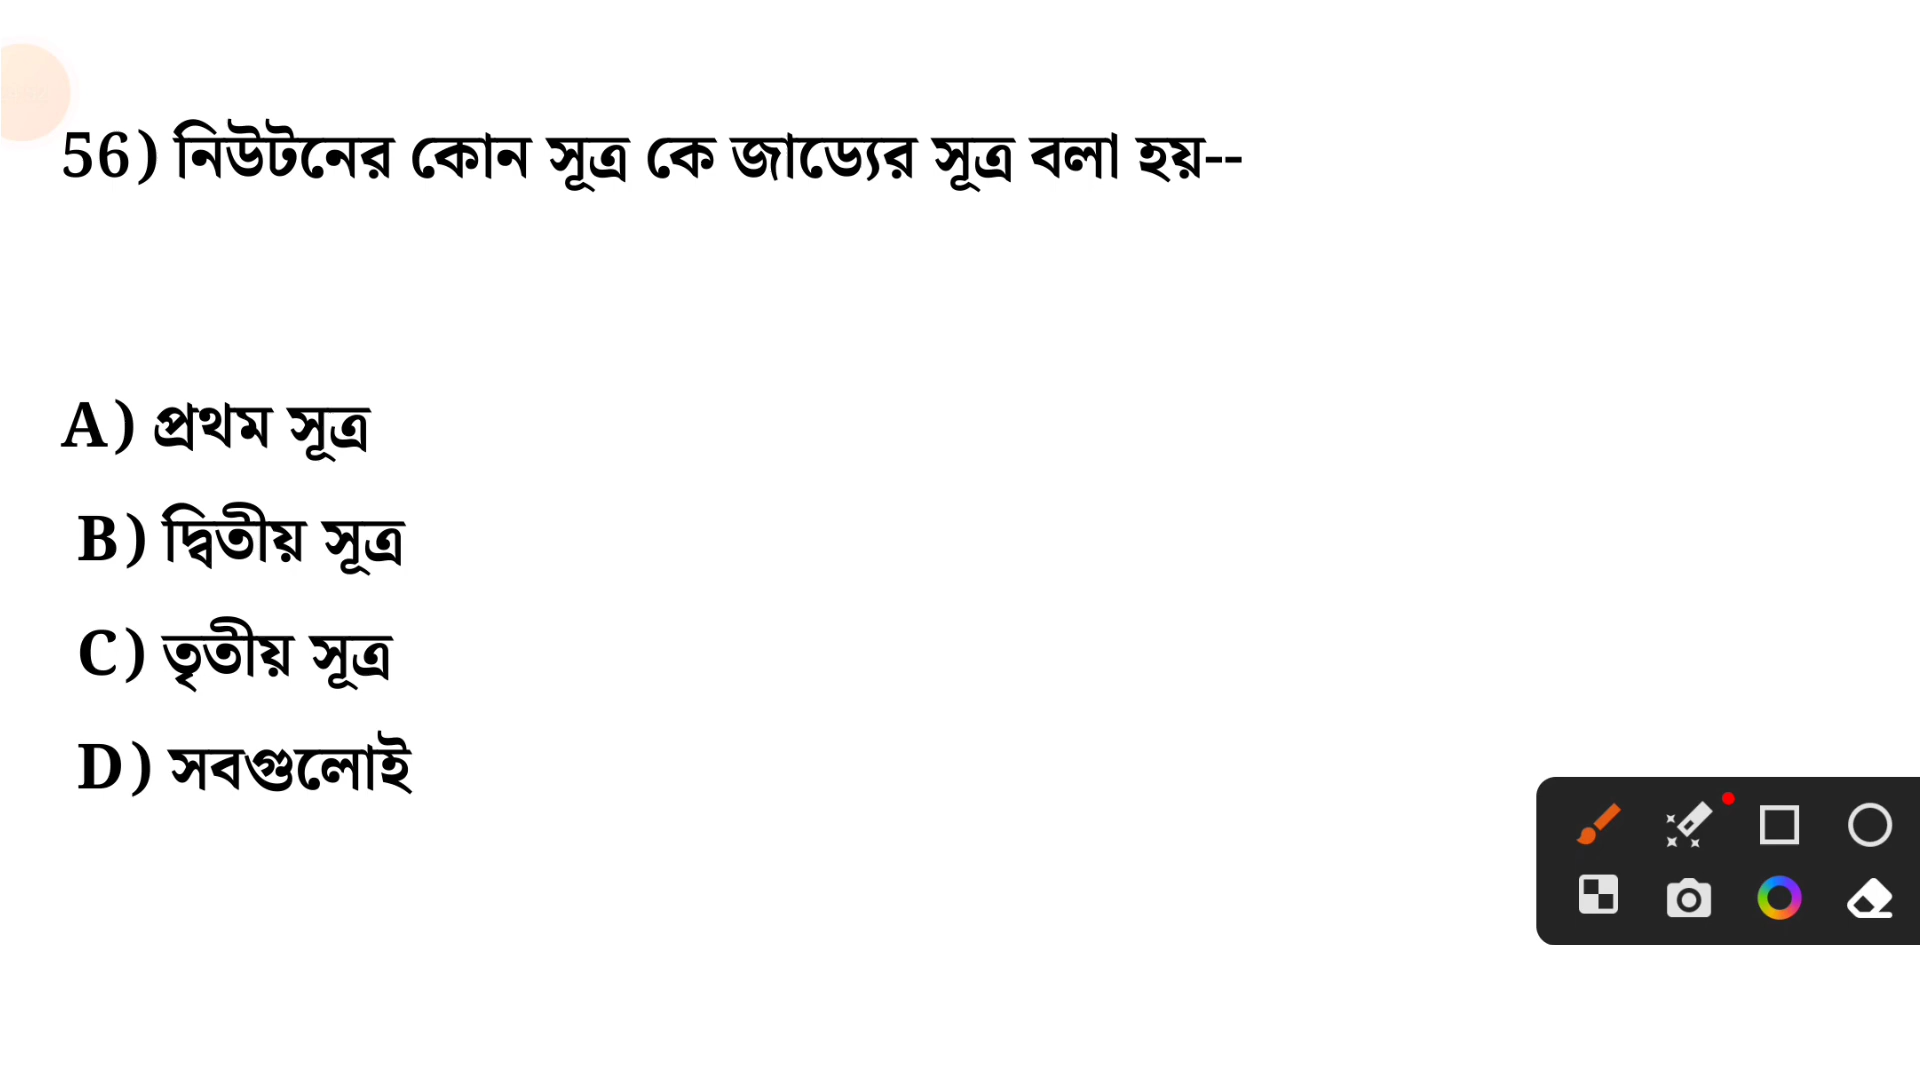 56) নিউটনের কোন সূত্র কে জাড্যের সূত্র বলা হয়--
A) প্রথম সূত্র
B) দ্বিতীয় সূত্র
C) তৃতীয় সূত্র
D) সবগুলোই